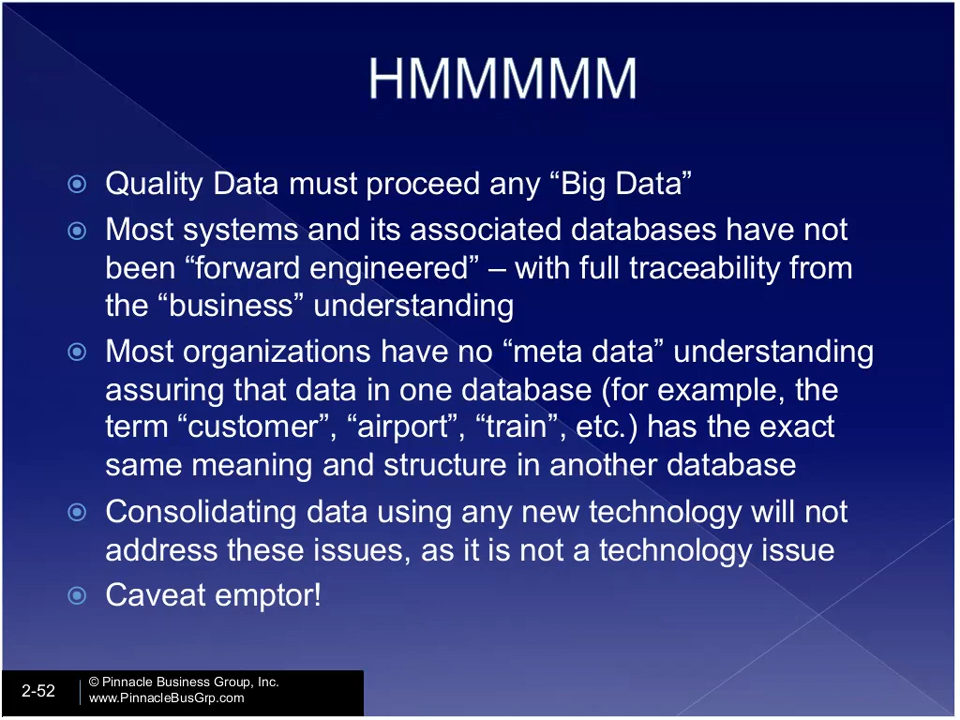 HMMMMM
Quality Data must proceed any “Big Data”
Most systems and its associated databases have not
been “forward engineered” – with full traceability from
the “business” understanding
Most organizations have no “meta data” understanding
assuring that data in one database (for example, the
term “customer”, “airport”, “train”, etc.) has the exact
same meaning and structure in another database
Consolidating data using any new technology will not
address these issues, as it is not a technology issue
Caveat emptor!
2-52
© Pinnacle Business Group, Inc.
www.PinnacleBusGrp.com